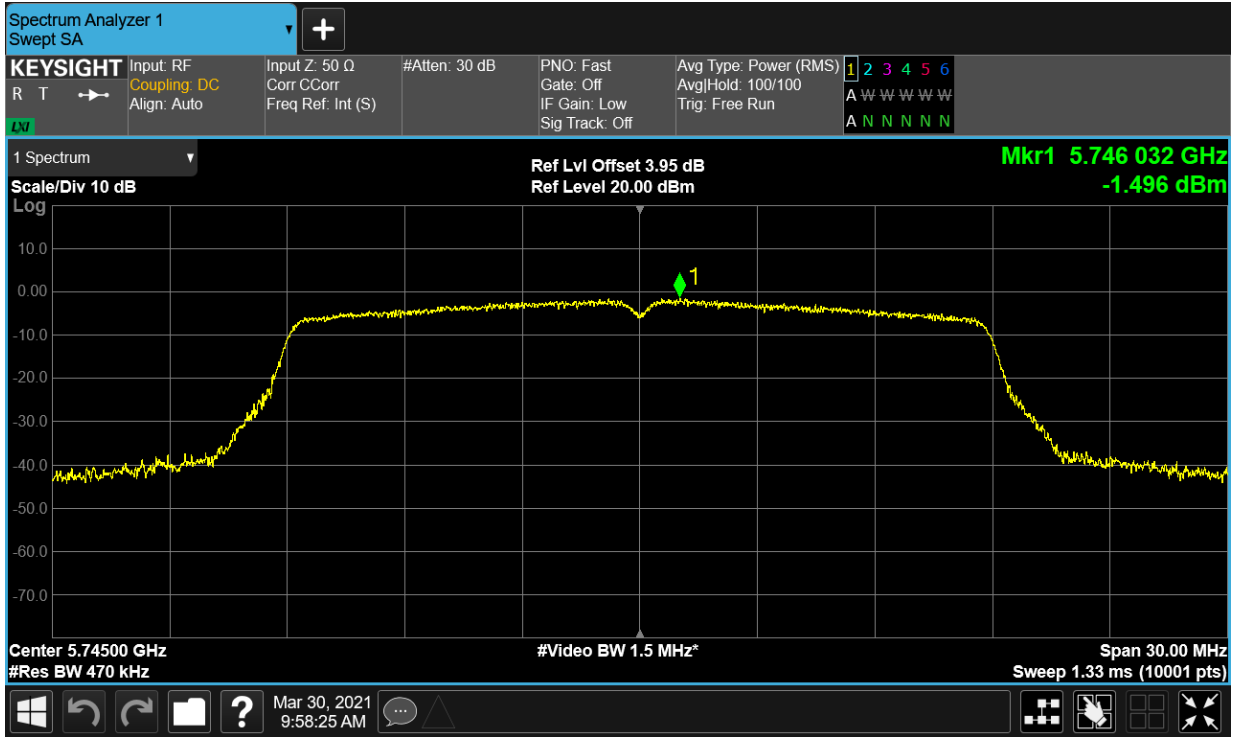 Spectrum Analyzer 1
Swept SA
KEYSIGHT
R T
LXI
Input: RF
Coupling: DC
Align: Auto
Input Z: 50 Ω
Corr CCorr
Freq Ref: Int (S)
#Atten: 30 dB
PNO: Fast
Gate: Off
IF Gain: Low
Sig Track: Off
Avg Type: Power (RMS)
Avg|Hold: 100/100
Trig: Free Run
1 2 3 4 5 6
A W W W W W
A N N N N N
1 Spectrum
Scale/Div 10 dB
Log
Ref Lvl Offset 3.95 dB
Ref Level 20.00 dBm
Mkr1 5.746 032 GHz
-1.496 dBm
1
10.0
0.00
-10.0
-20.0
-30.0
-40.0
-50.0
-60.0
-70.0
Center 5.74500 GHz
#Res BW 470 kHz
#Video BW 1.5 MHz*
Span 30.00 MHz
Sweep 1.33 ms (10001 pts)
?
Mar 30, 2021
9:58:25 AM